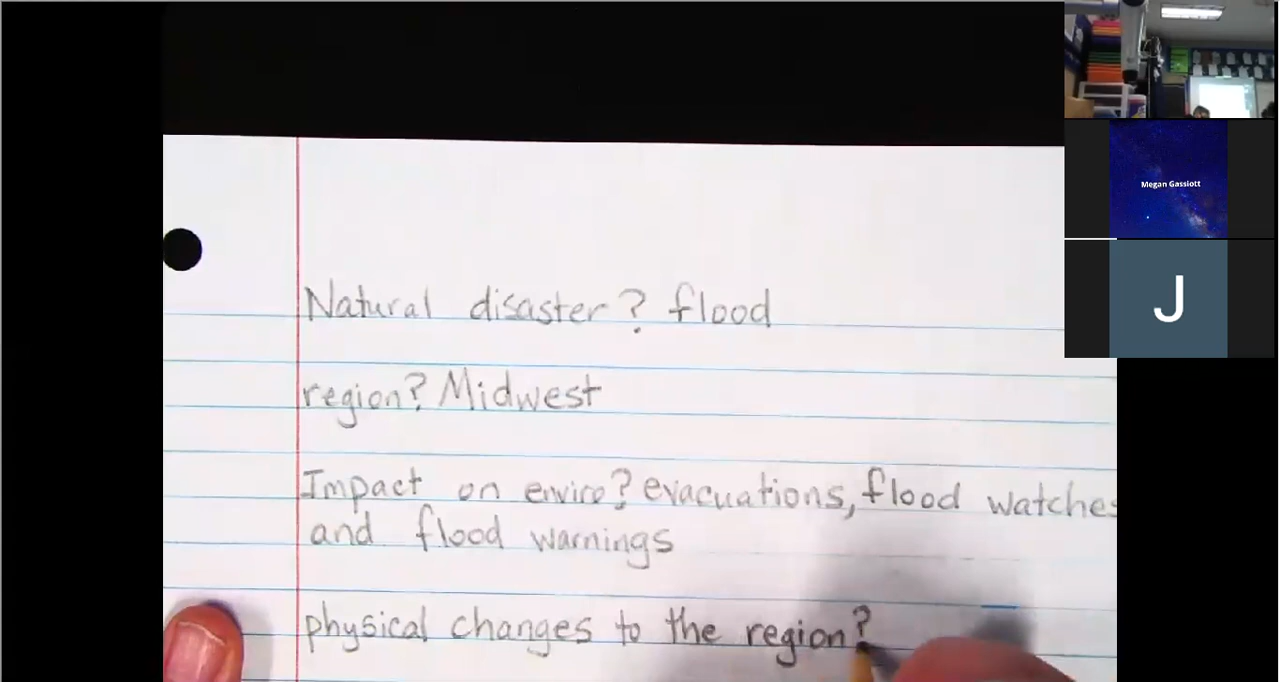 Natural disaster? flood
region? Midwest
Impact on enviro? evacuations, flood watches
and flood warnings
physical changes to the region?
Megan Gassiott
J